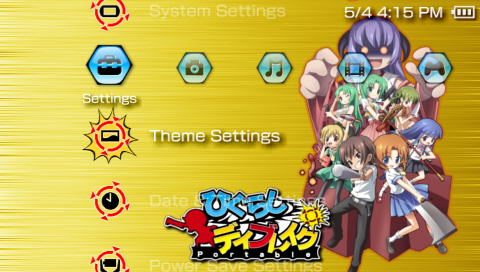 System Settings
5/4 4:15 PM
Settings
Theme Settings
Date &
ひぐらし
デイブレイク
Portable
Power Save Settings